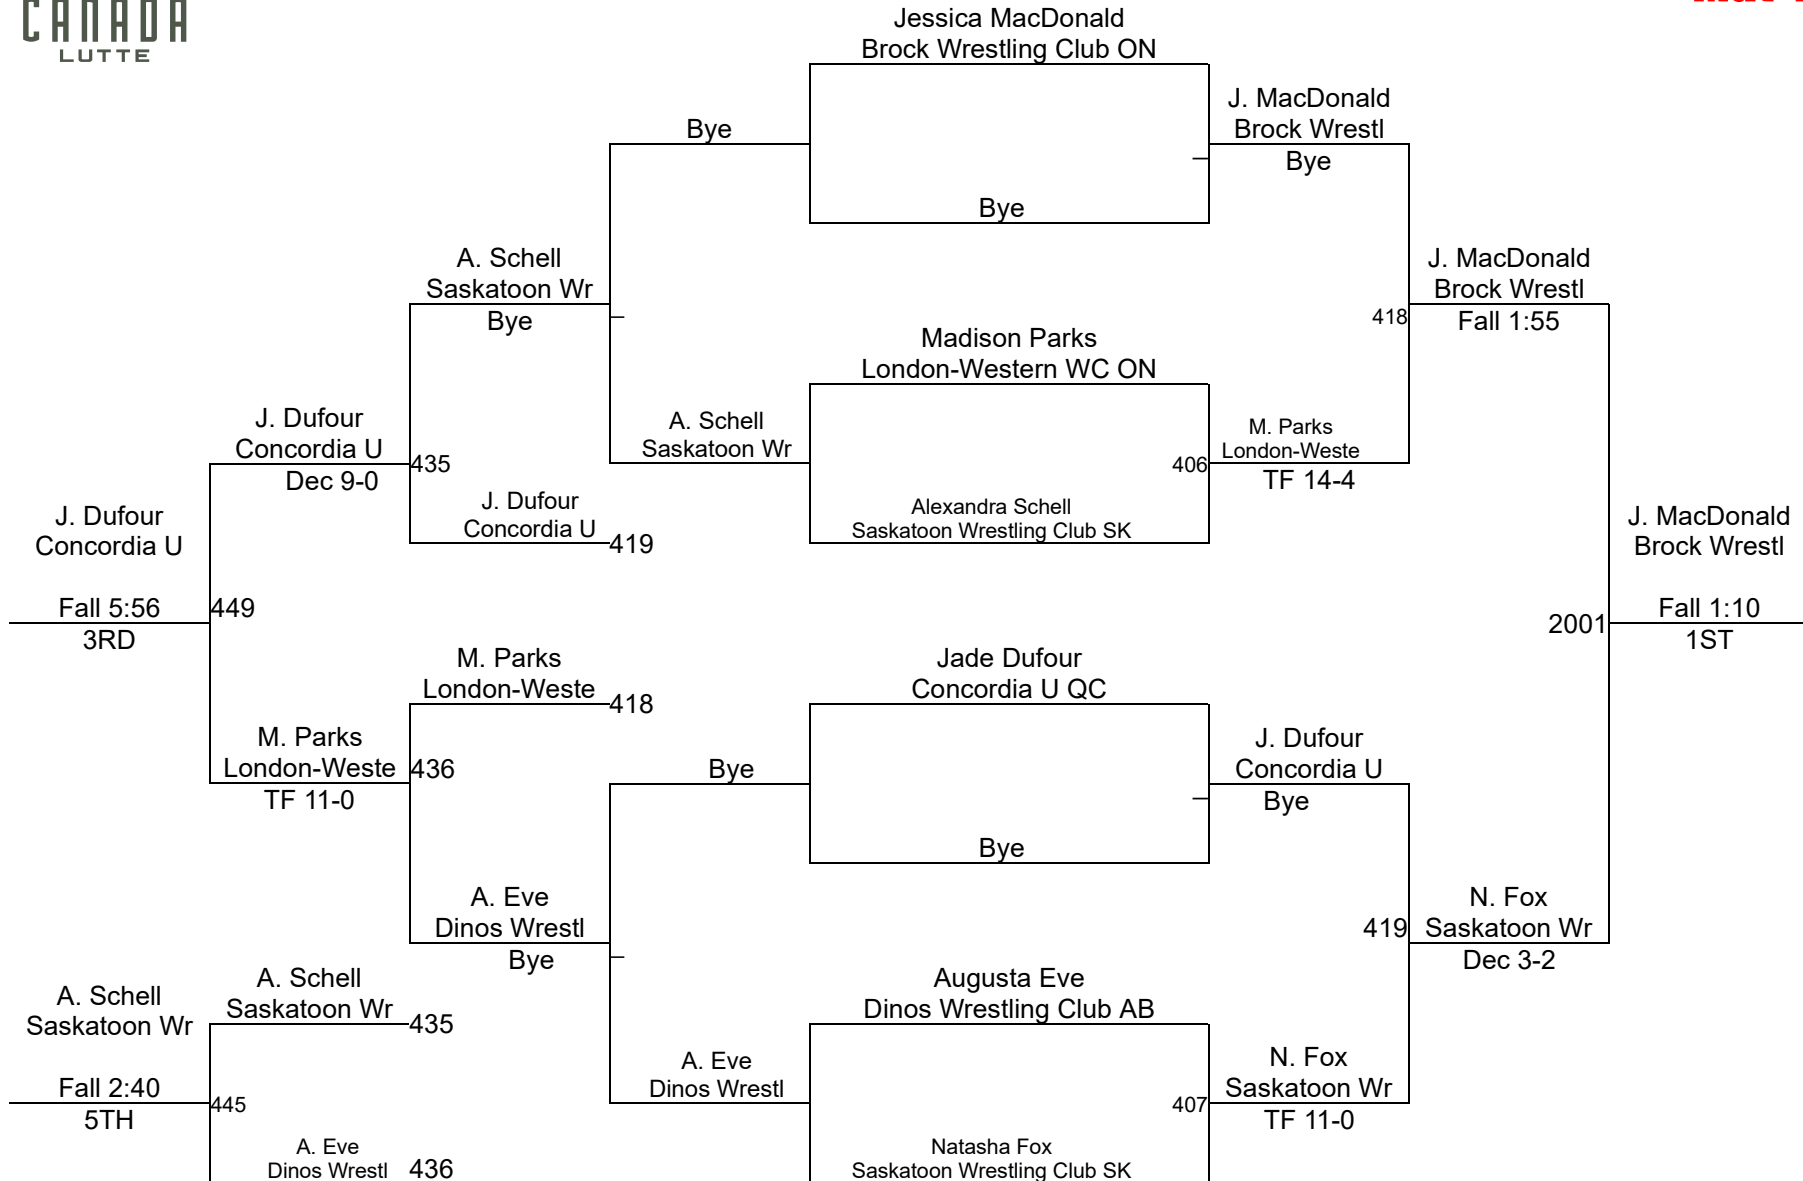 CANADA
LUTTE
Jessica MacDonald
Brock Wrestling Club ON
J. MacDonald
Brock Wrestl
Bye
Bye
Bye
A. Schell
Saskatoon Wr
Bye
J. MacDonald
Brock Wrestl
418
Fall 1:55
Madison Parks
London-Western WC ON
J. Dufour
Concordia U
Dec 9-0
435
A. Schell
Saskatoon Wr
M. Parks
London-Weste
406
TF 14-4
J. Dufour
Concordia U
419
Alexandra Schell
Saskatoon Wrestling Club SK
J. Dufour
Concordia U
Fall 5:56
449
3RD
J. MacDonald
Brock Wrestl
2001
Fall 1:10
1ST
M. Parks
London-Weste
418
Jade Dufour
Concordia U QC
M. Parks
London-Weste
436
TF 11-0
Bye
J. Dufour
Concordia U
Bye
Bye
A. Eve
Dinos Wrestl
Bye
419
N. Fox
Saskatoon Wr
Dec 3-2
A. Schell
Saskatoon Wr
A. Schell
Saskatoon Wr
435
Augusta Eve
Dinos Wrestling Club AB
Fall 2:40
445
5TH
A. Eve
Dinos Wrestl
407
N. Fox
Saskatoon Wr
TF 11-0
A. Eve
Dinos Wrestl
436
Natasha Fox
Saskatoon Wrestling Club SK